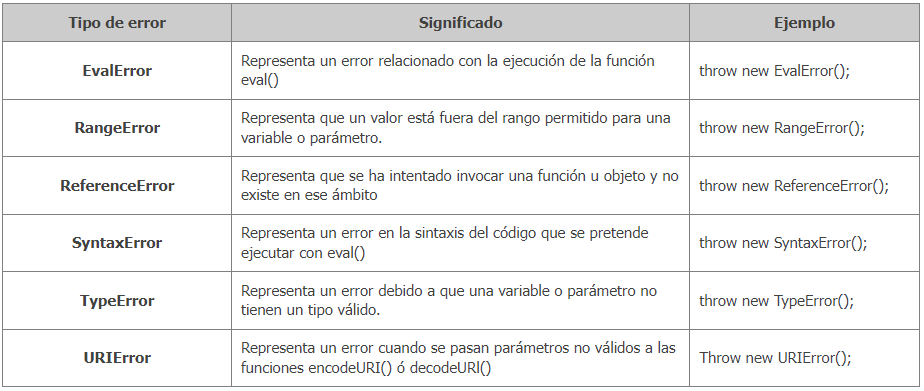 Tipo de error Significado Ejemplo
EvalError
Representa un error relacionado con la ejecución de la función
eval()
throw new EvalError();
RangeError
Representa que un valor está fuera del rango permitido para una
variable o parámetro.
throw new RangeError();
ReferenceError
Representa que se ha intentado invocar una función u objeto y no
existe en ese ámbito
throw new ReferenceError();
SyntaxError
Representa un error en la sintaxis del código que se pretende
ejecutar con eval()
throw new SyntaxError();
TypeError
Representa un error debido a que una variable o parámetro no
tienen un tipo válido.
throw new TypeError();
URIError
Representa un error cuando se pasan parámetros no válidos a las
funciones encodeURI() ó decodeURl()
Throw new URIError();